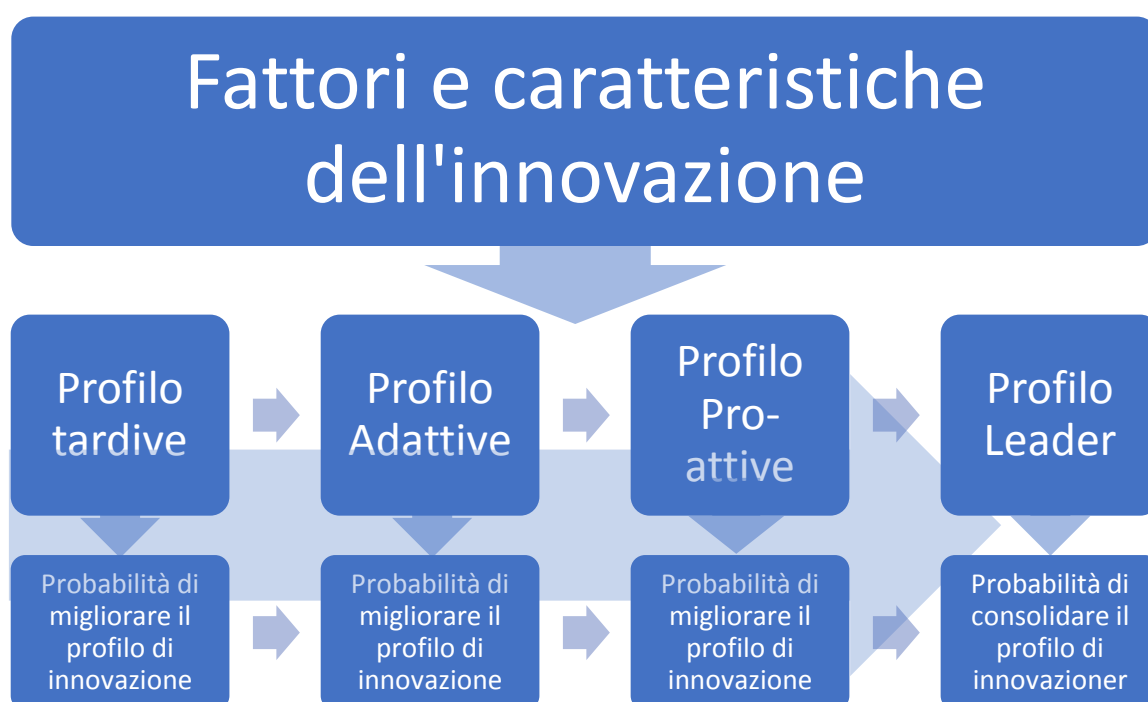 Fattori e caratteristiche
dell'innovazione
Profilo
tardive
Profilo
Adattive
Profilo
Pro-
attive
Profilo
Leader
Probabilità di
migliorare il
profilo di
innovazione
Probabilità di
migliorare il
profilo di
innovazione
Probabilità di
migliorare il
profilo di
innovazione
Probabilità di
consolidare il
profilo di
innovazioner